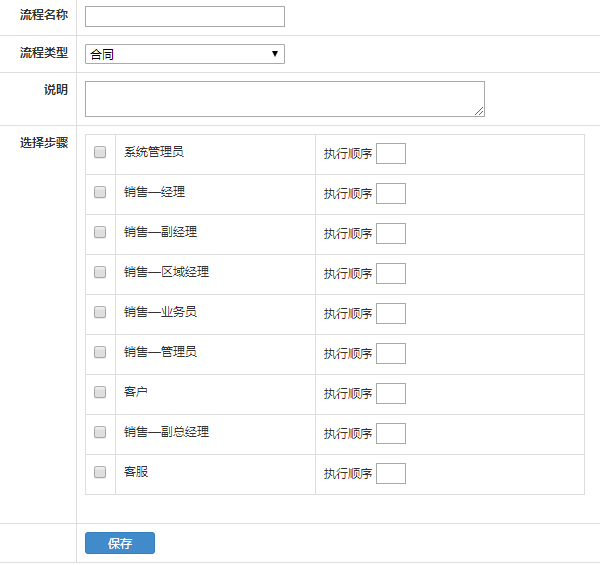 流程名称
流程类型 合同
说明
选择步骤
系统管理员 执行顺序
销售—经理 执行顺序
销售—副经理 执行顺序
销售—区域经理 执行顺序
销售—业务员 执行顺序
销售—管理员 执行顺序
客户 执行顺序
销售—副总经理 执行顺序
客服 执行顺序
保存